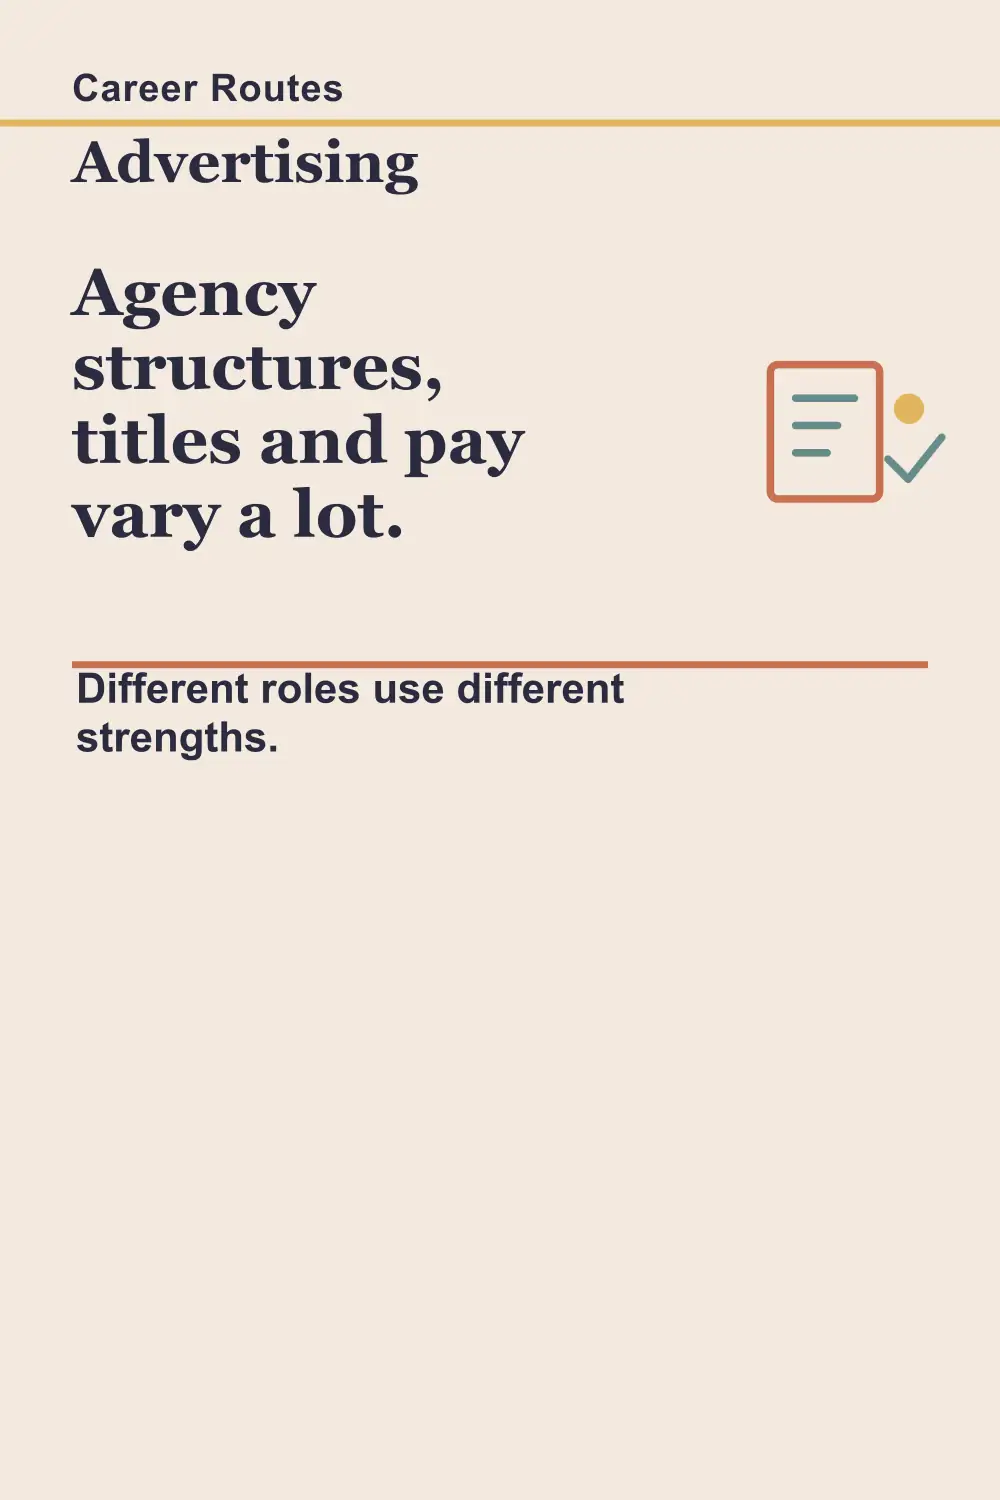 Career Routes
Advertising
Agency
structures,
titles and pay
vary a lot.
Different roles use different
strengths.